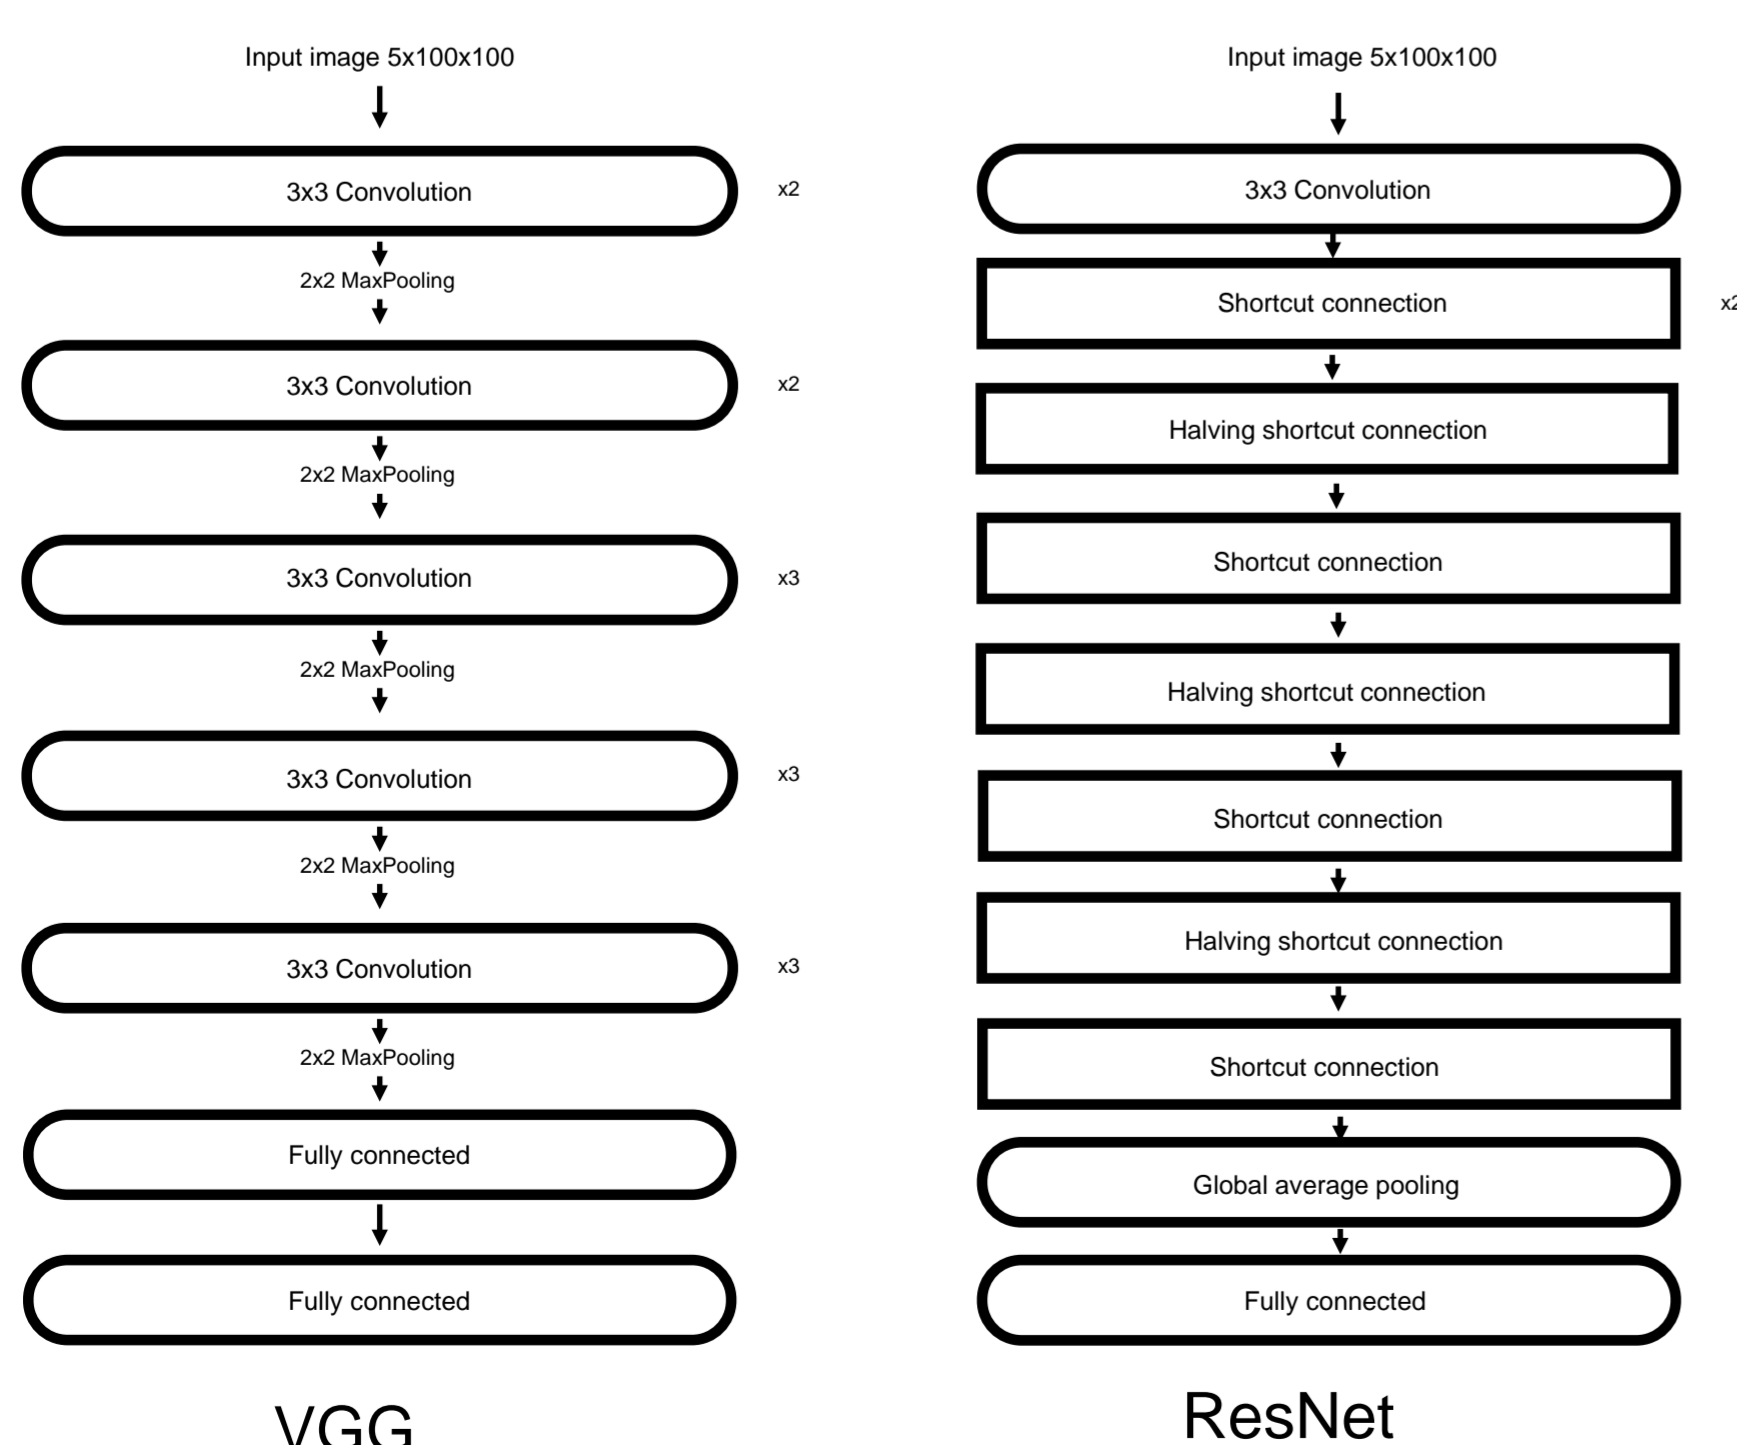 Input image 5x100x100
3x3 Convolution
x2
2x2 MaxPooling
3x3 Convolution
x2
2x2 MaxPooling
3x3 Convolution
x3
2x2 MaxPooling
3x3 Convolution
x3
2x2 MaxPooling
3x3 Convolution
x3
2x2 MaxPooling
Fully connected
Fully connected
VGG
Input image 5x100x100
3x3 Convolution
Shortcut connection
x2
Halving shortcut connection
Shortcut connection
Halving shortcut connection
Shortcut connection
Halving shortcut connection
Shortcut connection
Global average pooling
Fully connected
ResNet